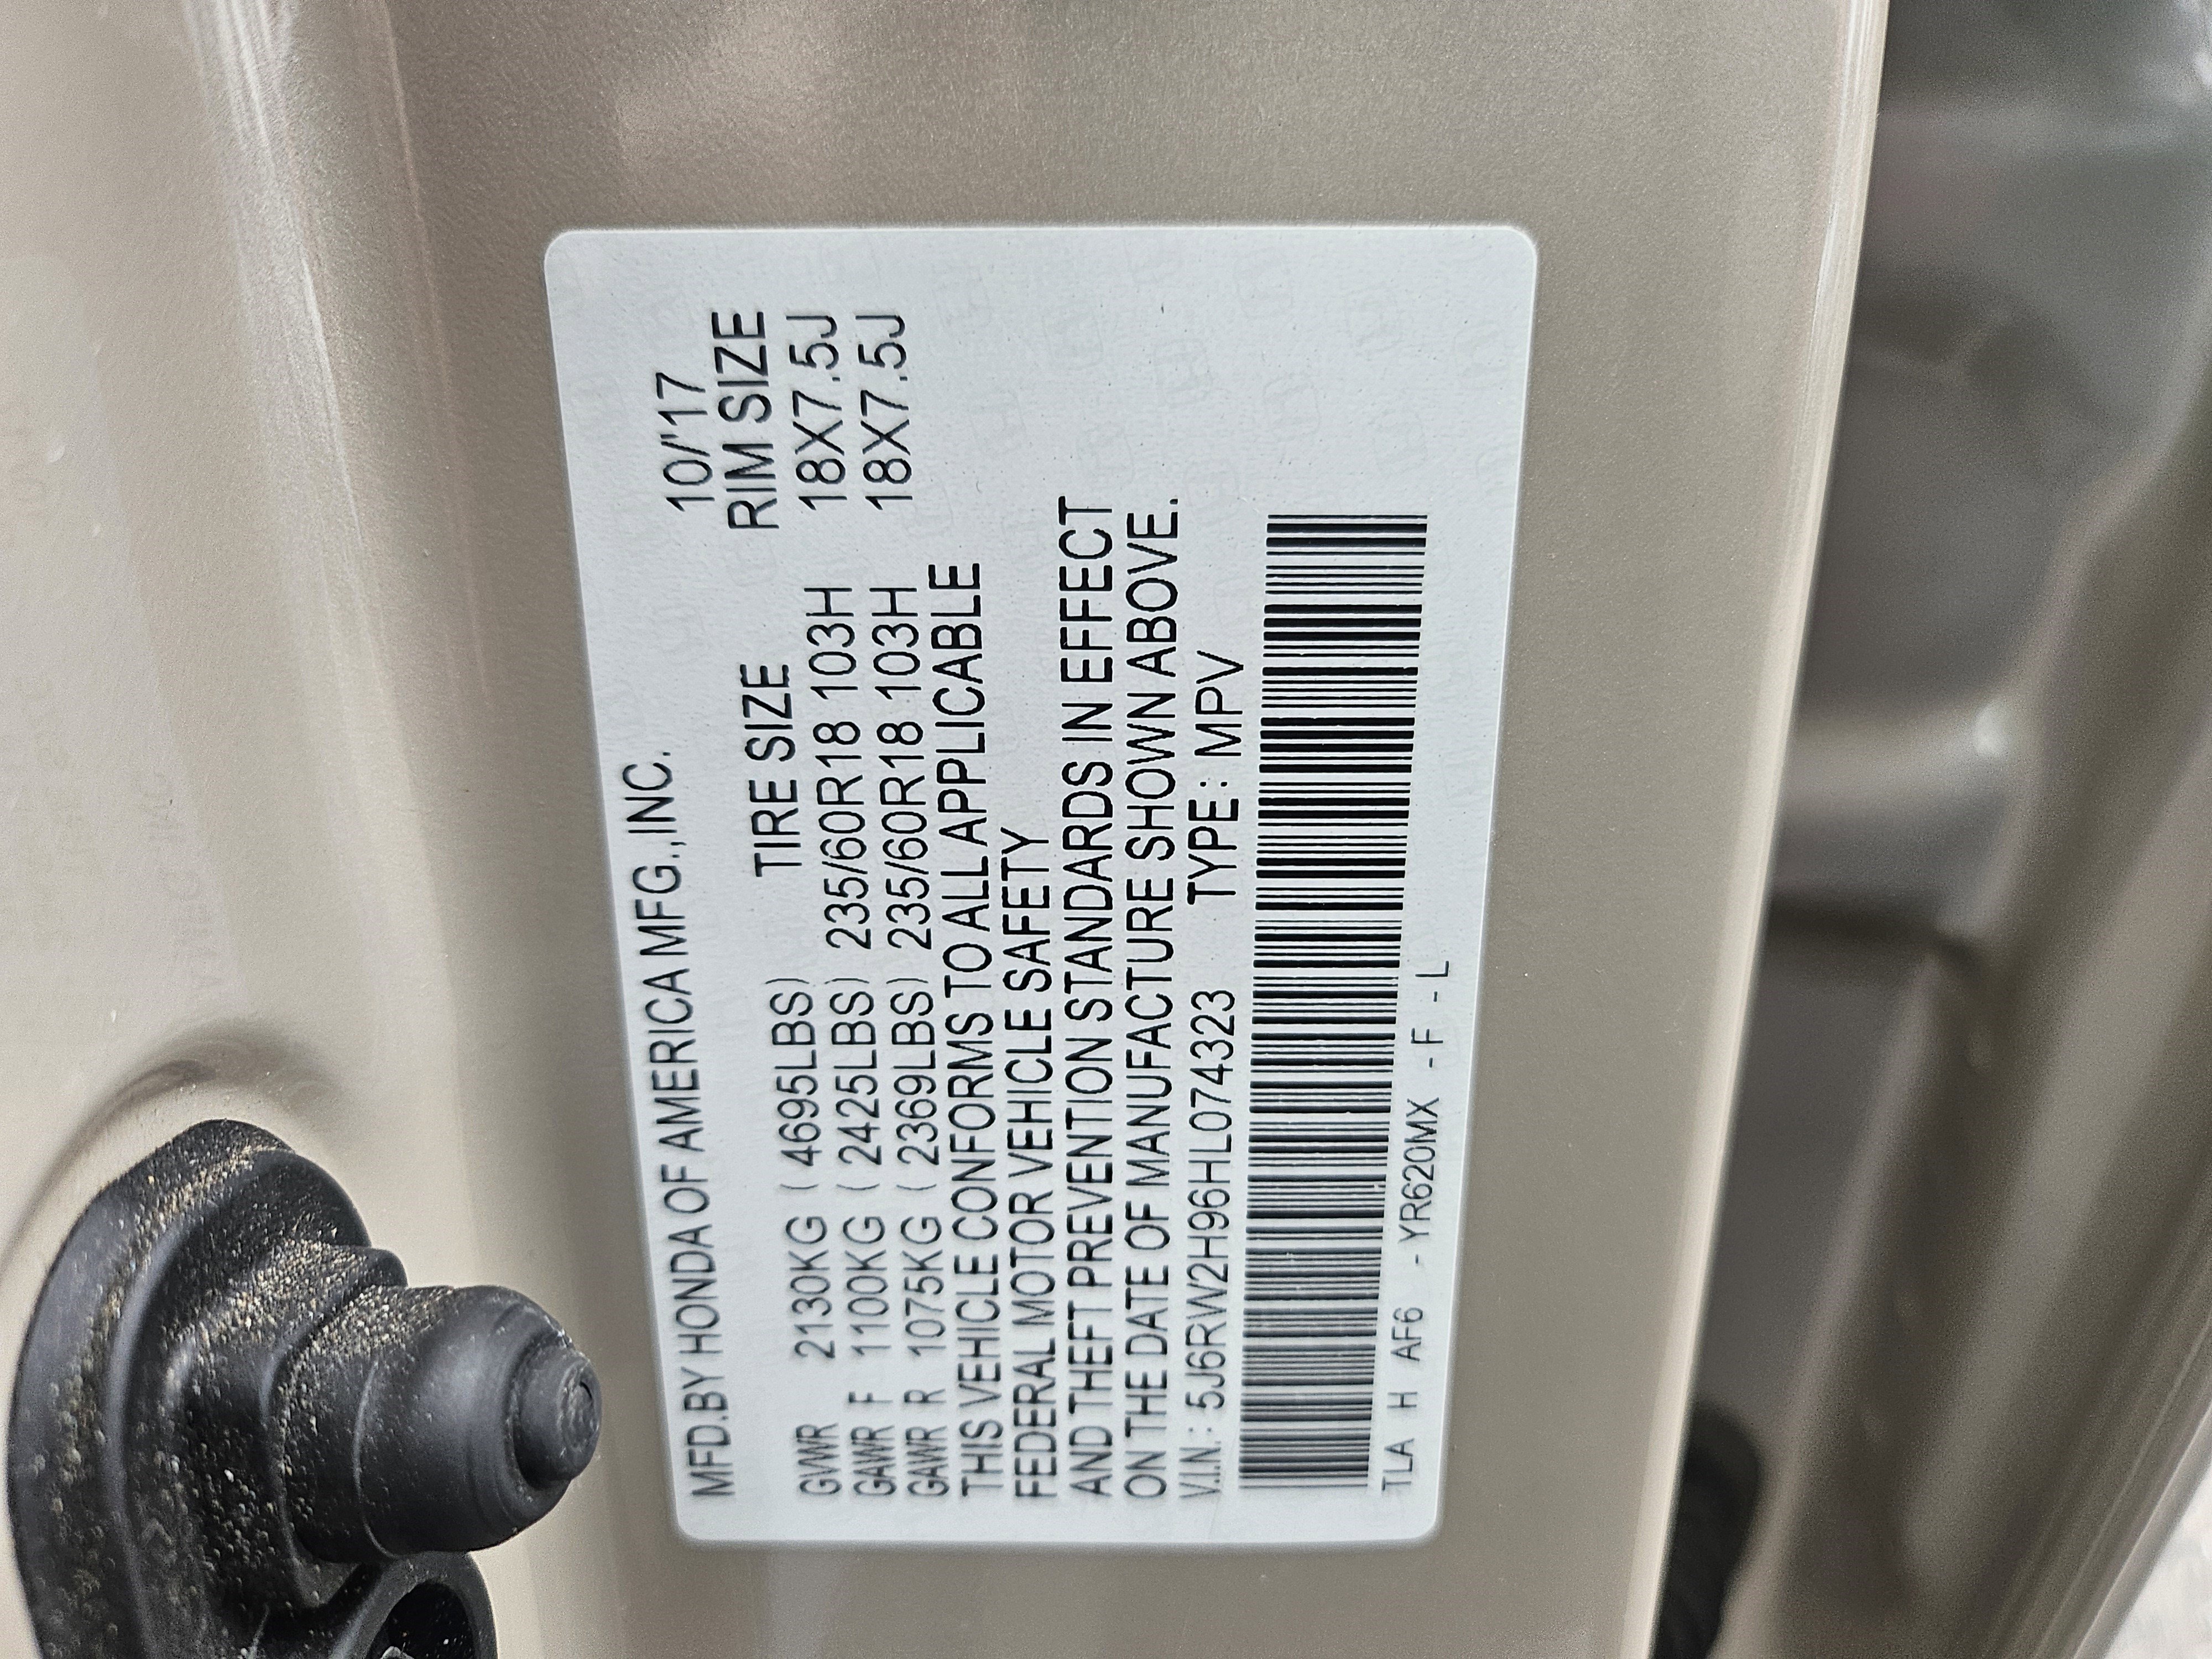 MFD.BY HONDA OF AMERICA MFG.,INC. 10/'17
TIRE SIZE RIM SIZE
GVWR 2130KG ( 4695LBS)
GAWR F 1100KG ( 2425LBS) 235/60R18 103H 18X7.5J
GAWR R 1075KG ( 2369LBS) 235/60R18 103H 18X7.5J
THIS VEHICLE CONFORMS TO ALL APPLICABLE
FEDERAL MOTOR VEHICLE SAFETY
AND THEFT PREVENTION STANDARDS IN EFFECT
ON THE DATE OF MANUFACTURE SHOWN ABOVE.
V.I.N.: 5J6RW2H96HL074323 TYPE : MPV
TLA H AF6 - YR620MX - F - L